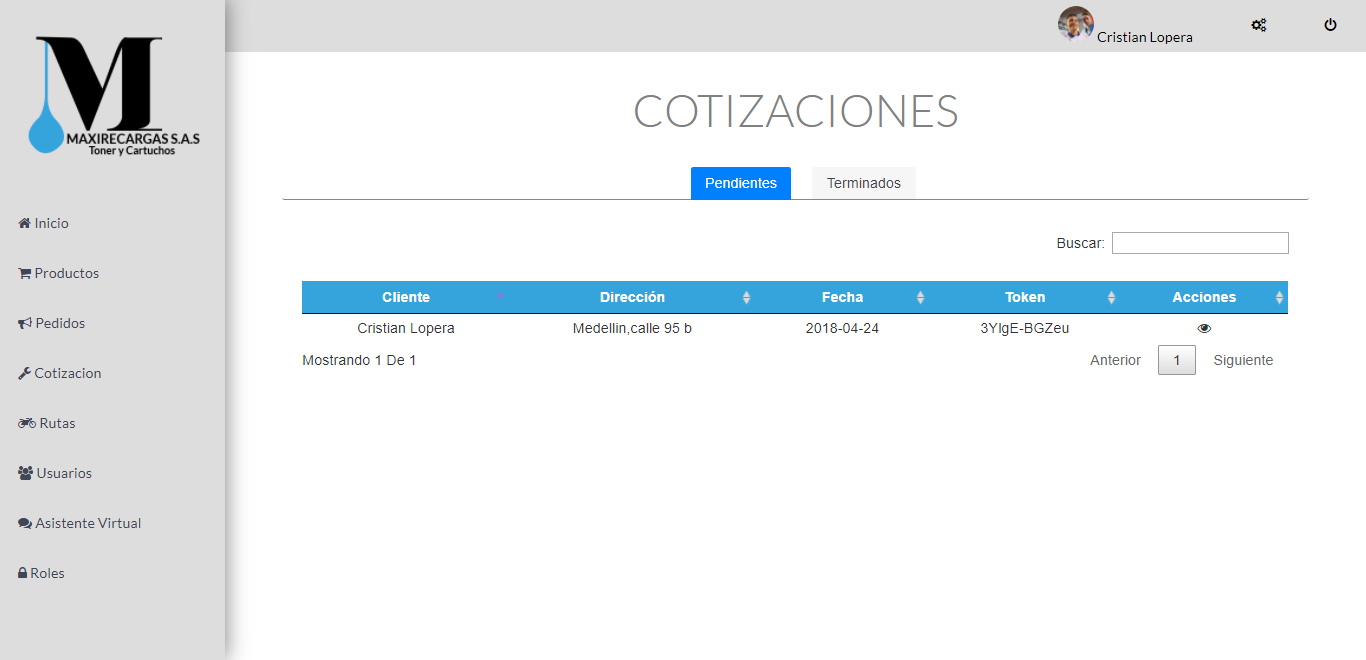 M
MAXIRECARGAS S.A.S
Toner y Cartuchos
Cristian Lopera
Inicio
Productos
Pedidos
Cotizacion
Rutas
Usuarios
Asistente Virtual
Roles
COTIZACIONES
Pendientes Terminados
Buscar:
Cliente Dirección Fecha Token Acciones
Cristian Lopera Medellin,calle 95 b 2018-04-24 3YIgE-BGZeu
Mostrando 1 De 1 Anterior 1 Siguiente